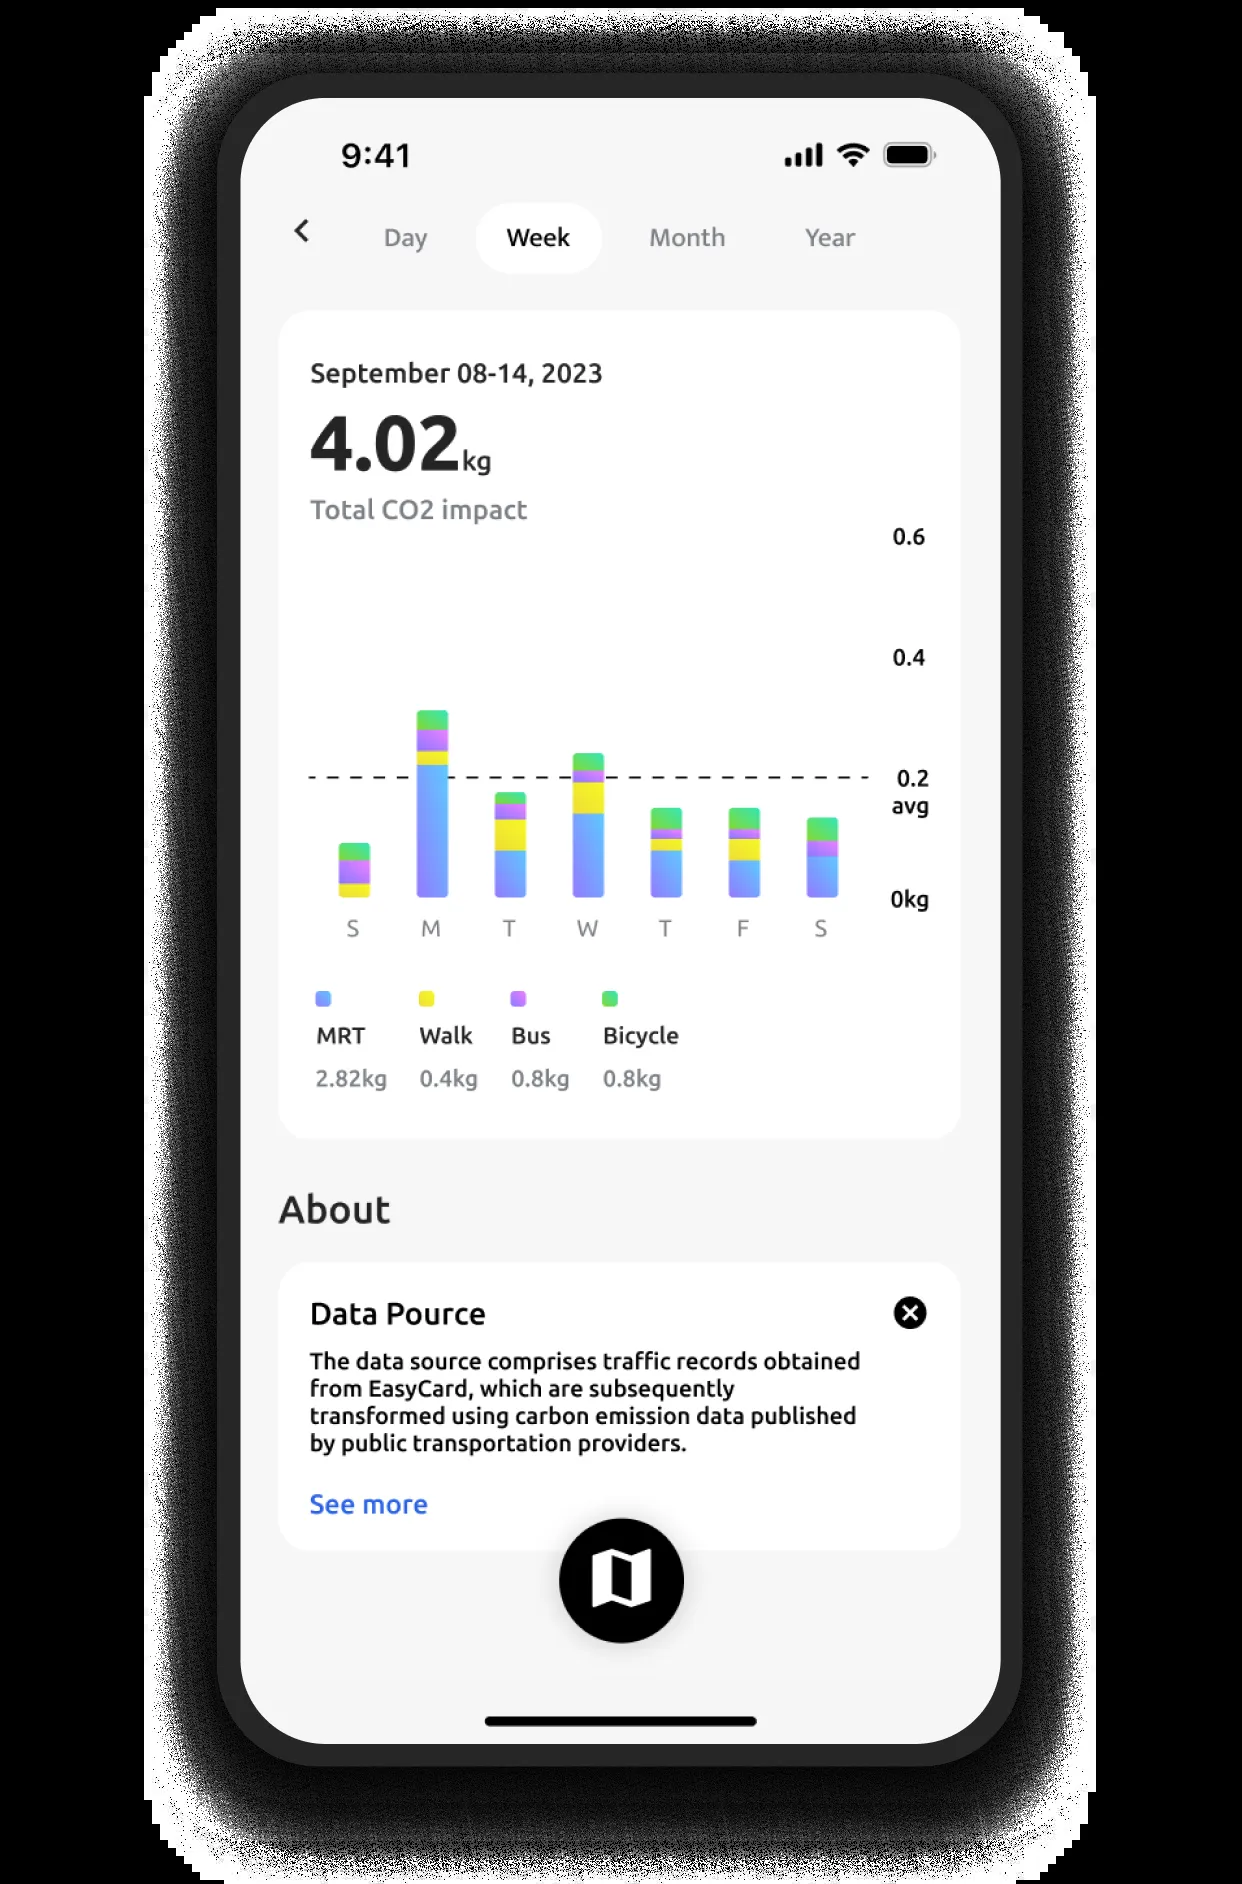 9:41
Day Week Month Year
September 08-14, 2023
4.02kg
Total CO2 impact
0.6
0.4
0.2
avg
0kg
S M T W T F S
MRT Walk Bus Bicycle
2.82kg 0.4kg 0.8kg 0.8kg
About
Data Pource
The data source comprises traffic records obtained
from EasyCard, which are subsequently
transformed using carbon emission data published
by public transportation providers.
See more